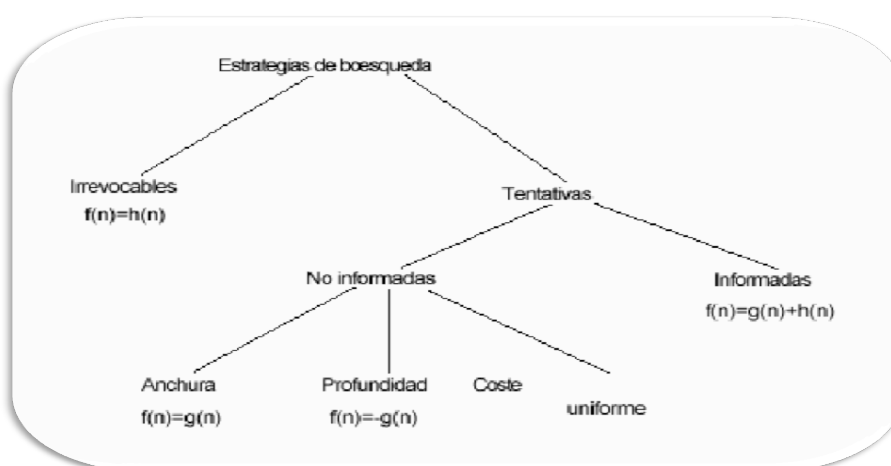 Estrategias de boesqueda
Irrevocables
f(n)=h(n)
Tentativas
No informadas
Informadas
f(n)=g(n)+h(n)
Anchura
f(n)=g(n)
Profundidad
f(n)=-g(n)
Coste
uniforme